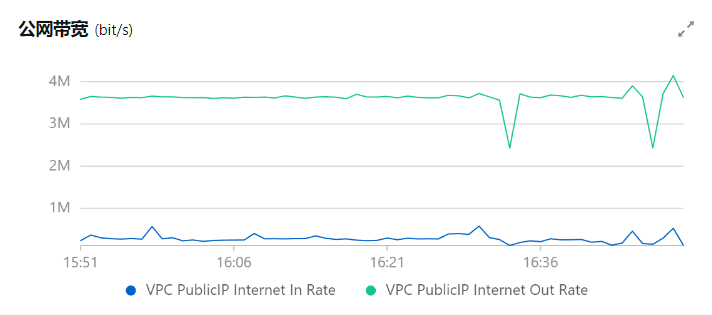 公网带宽 (bit/s)
4M
3M
2M
1M
15:51 16:06 16:21 16:36
VPC PublicIP Internet In Rate VPC PublicIP Internet Out Rate